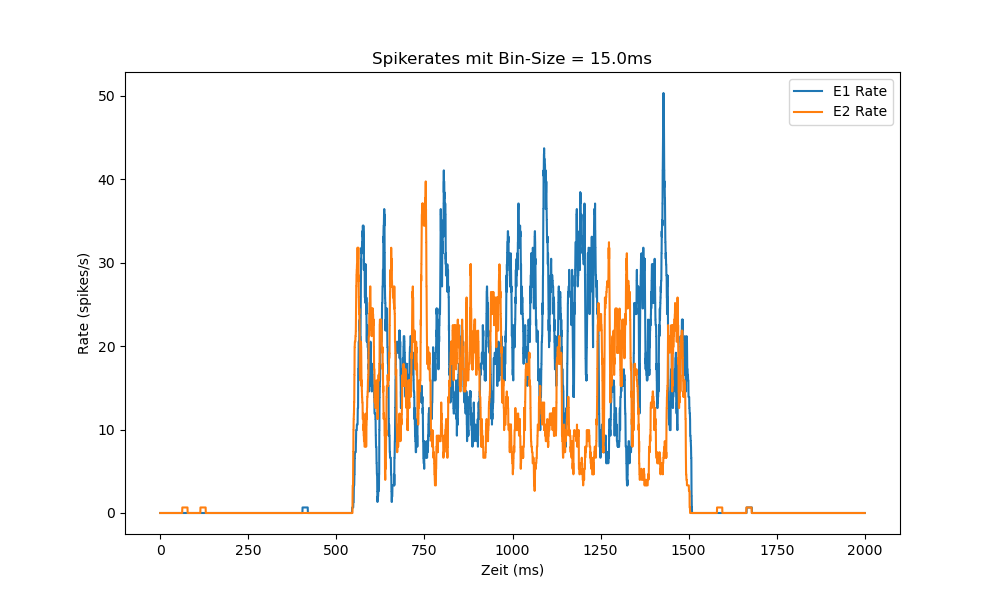 Spikerates mit Bin-Size = 15.0ms
E1 Rate
E2 Rate
Rate (spikes/s)
50
40
30
20
10
0
0 250 500 750 1000 1250 1500 1750 2000
Zeit (ms)